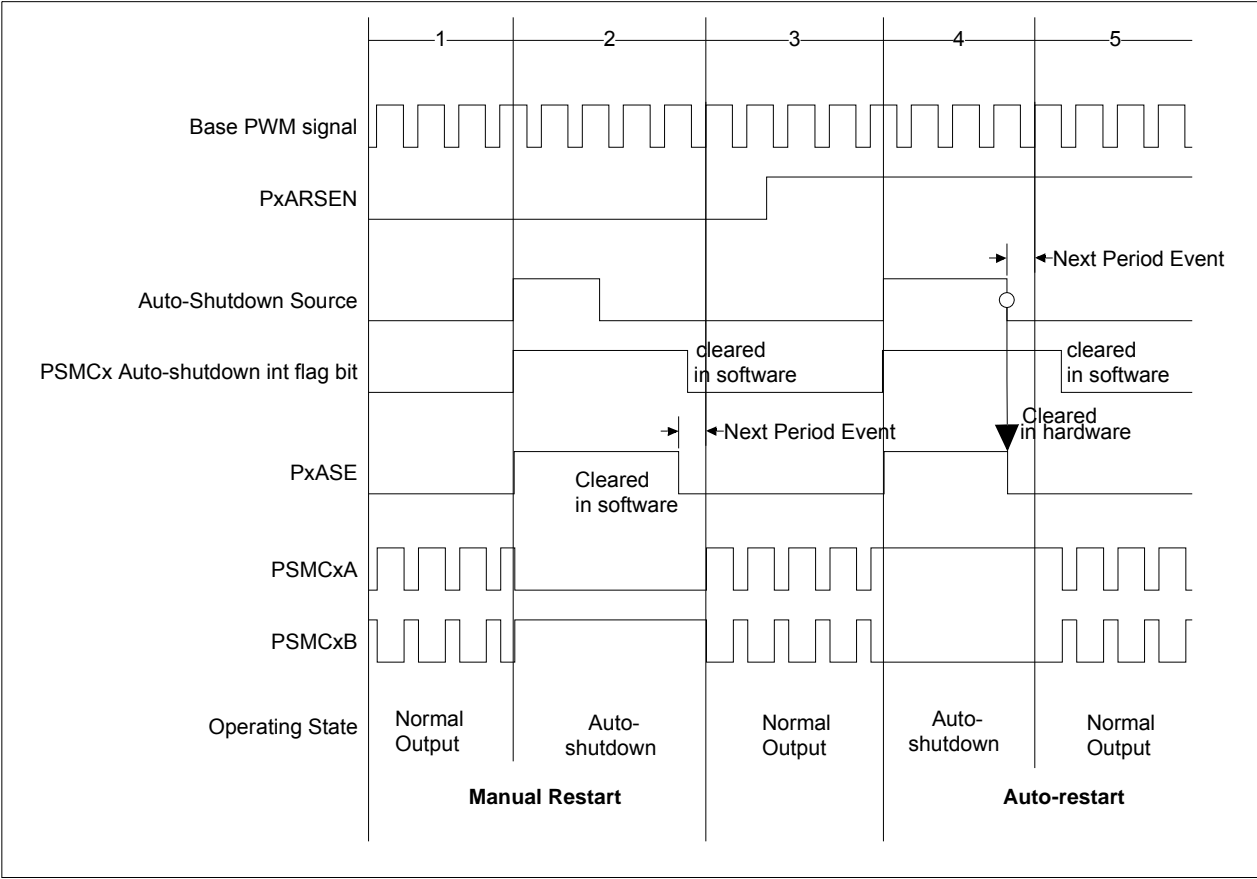 1
2
3
4
5
Base PWM signal
PxARSEN
Next Period Event
Auto-Shutdown Source
cleared
in software
cleared
in software
PSMCx Auto-shutdown int flag bit
Cleared
in hardware
Next Period Event
PxASE
Cleared
in software
PSMCxA
PSMCxB
Operating State
Normal
Output
Auto-
shutdown
Normal
Output
Auto-
shutdown
Normal
Output
Manual Restart
Auto-restart